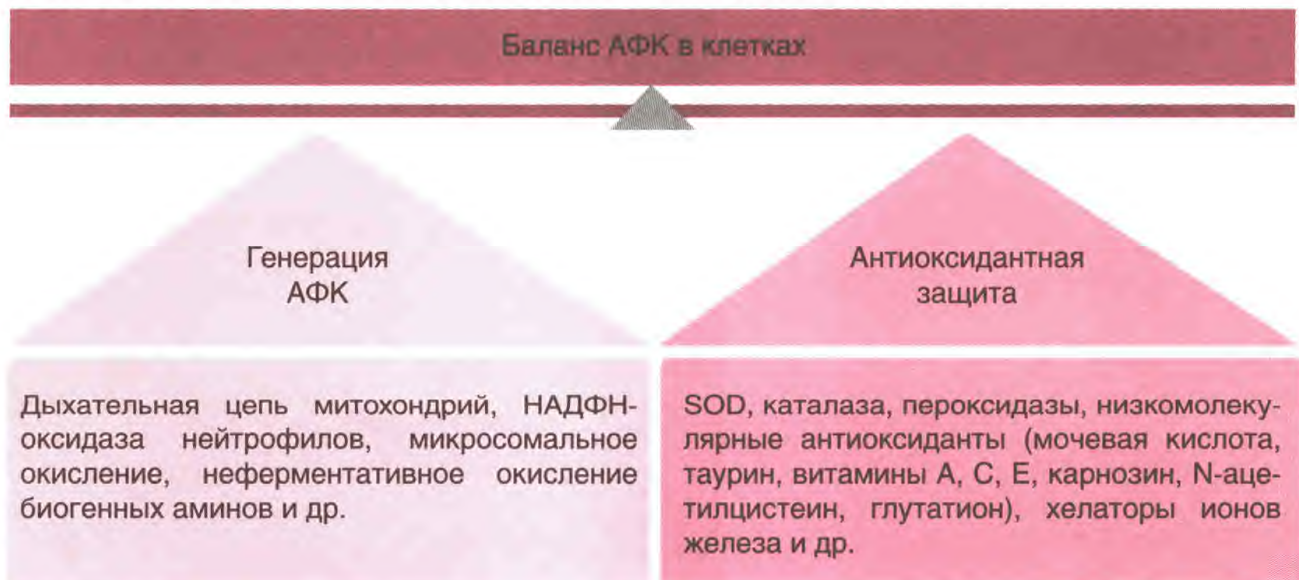 Баланс АФК в клетках
Генерация
АФК
Антиоксидантная
защита
Дыхательная цепь митохондрий, НАДФН-
оксидаза нейтрофилов, микросомальное
окисление, неферментативное окисление
биогенных аминов и др.
SOD, каталаза, пероксидазы, низкомолеку-
лярные антиоксиданты (мочевая кислота,
таурин, витамины А, С, Е, карнозин, N-аце-
тилцистеин, глутатион), хелаторы ионов
железа и др.